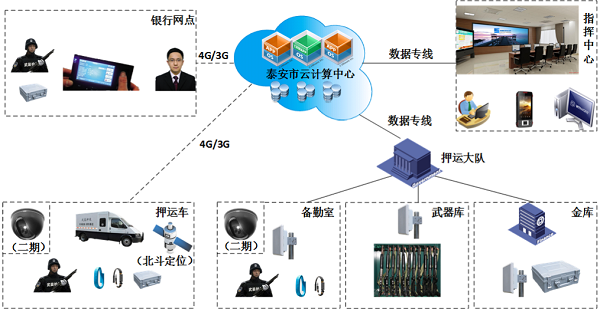 银行网点
4G/3G
泰安市云计算中心
数据专线
指挥中心
数据专线
4G/3G
押运大队
押运车
（二期）
（北斗定位）
备勤室
（二期）
武器库
金库